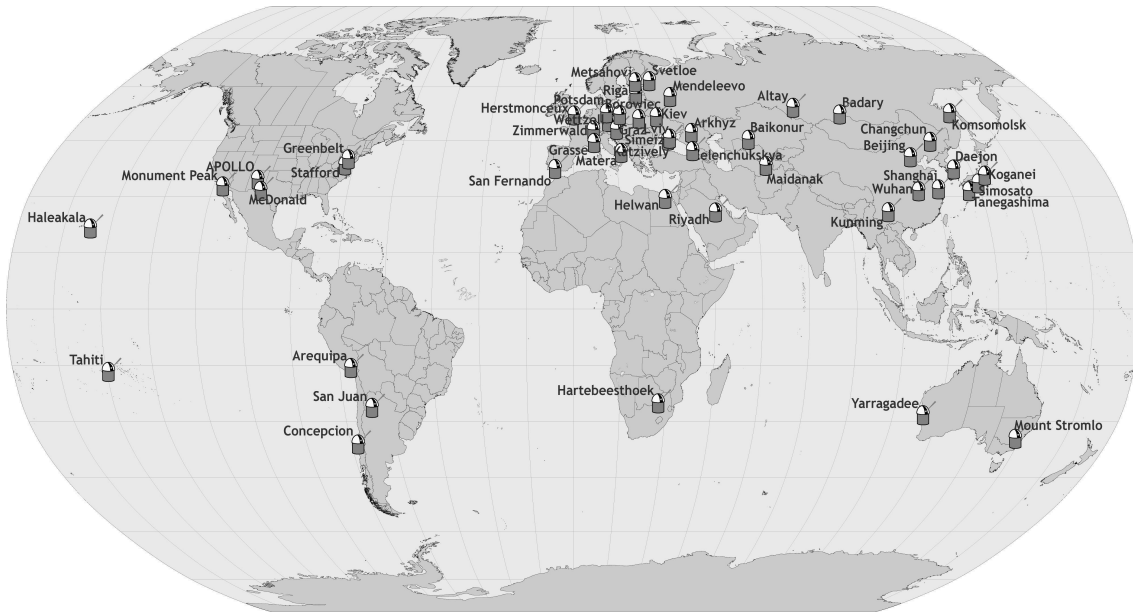 Metsahovi
Svetloe
Riga
Mendeleevo
Potsdam
Borowiec
Herstmonceux
Altay
Badary
Kiev
Komsomolsk
Wettzell
Zimmerwald
Graz
Arkhyz
Baikonur
Changchun
Simeiz
Greenbelt
Grasse
Katzively
Beijing
Zelenchukskya
Daejon
Matera
APOLLO
Stafford
Maidanak
Monument Peak
San Fernando
Shanghai
Koganei
Wuhan
Simosato
McDonald
Helwan
Tanegashima
Haleakala
Riyadh
Kunming
Arequipa
Tahiti
Hartebeesthoek
San Juan
Yarragadee
Mount Stromlo
Concepcion